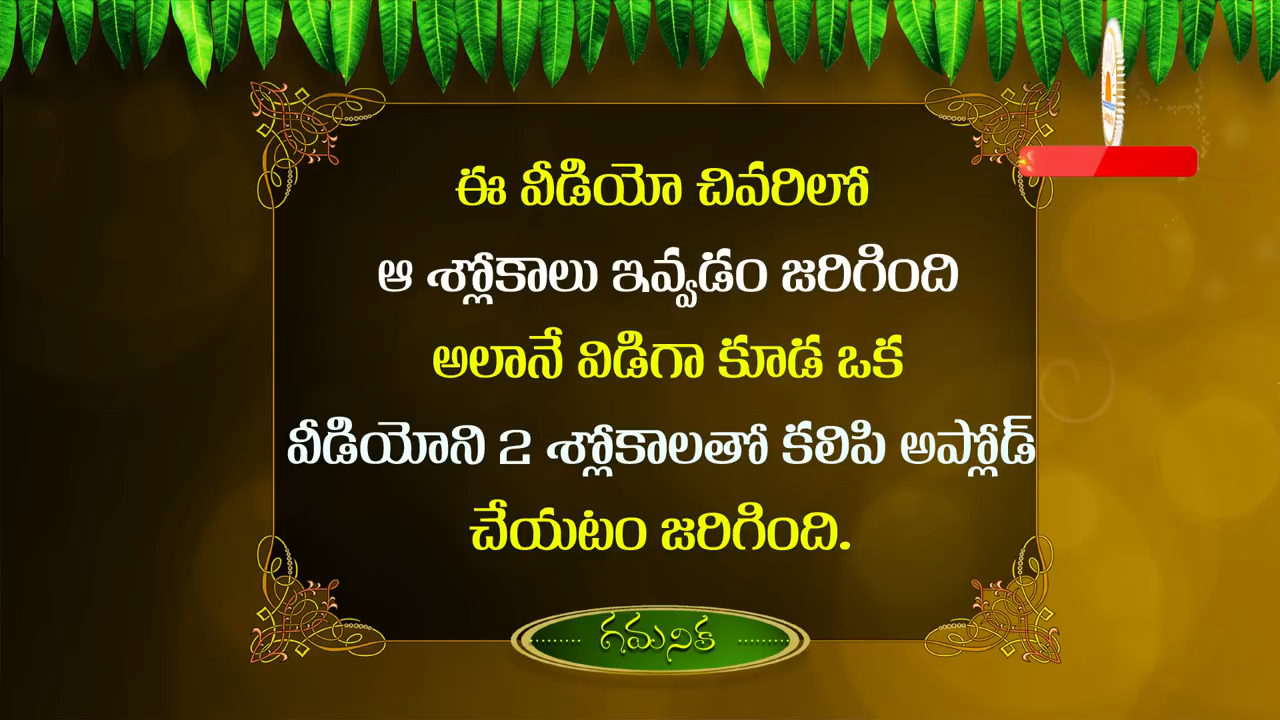 ఈ వీడియో చివరిలో
ఆ శ్లోకాలు ఇవ్వడం జరిగింది
అలానే విడిగా కూడ ఒక
వీడియోని 2 శ్లోకాలతో కలిపి అప్లోడ్
చేయటం జరిగింది.
గమనిక